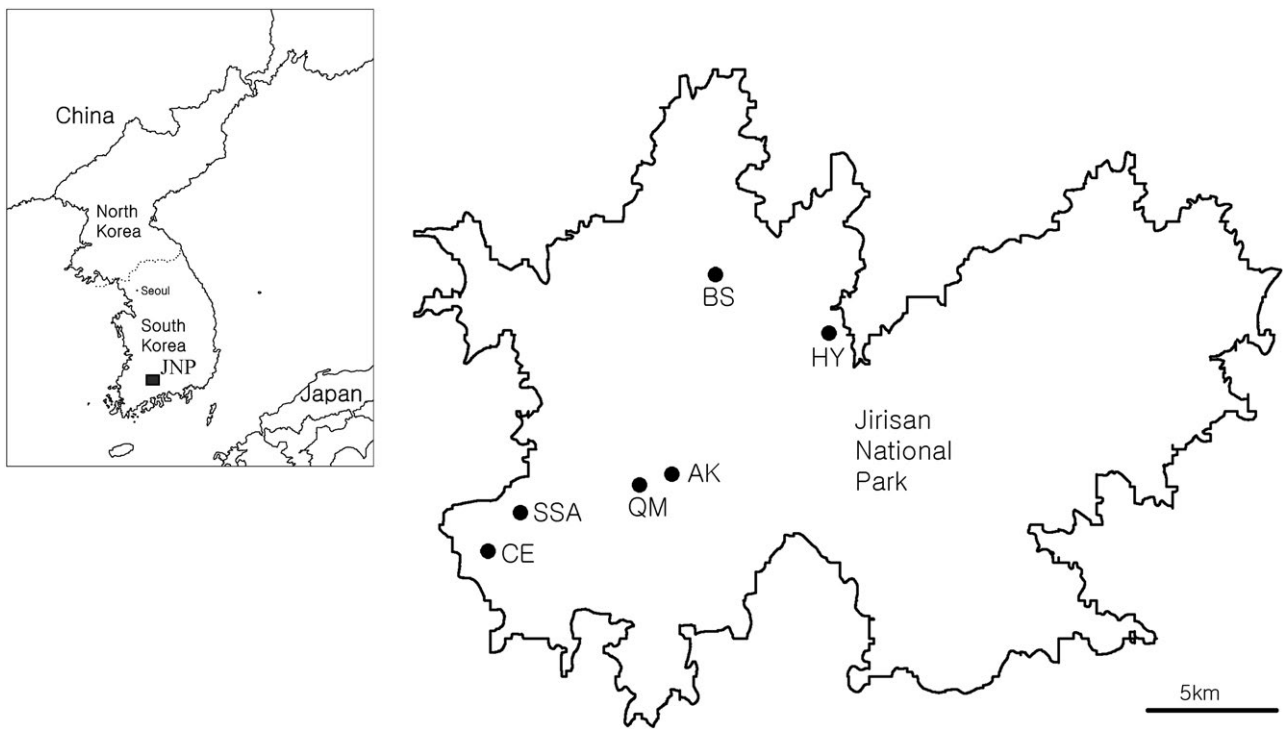 China
North
Korea
Seoul
South
Korea
JNP
Japan
BS
HY
Jirisan
National
Park
AK
QM
SSA
CE
5km